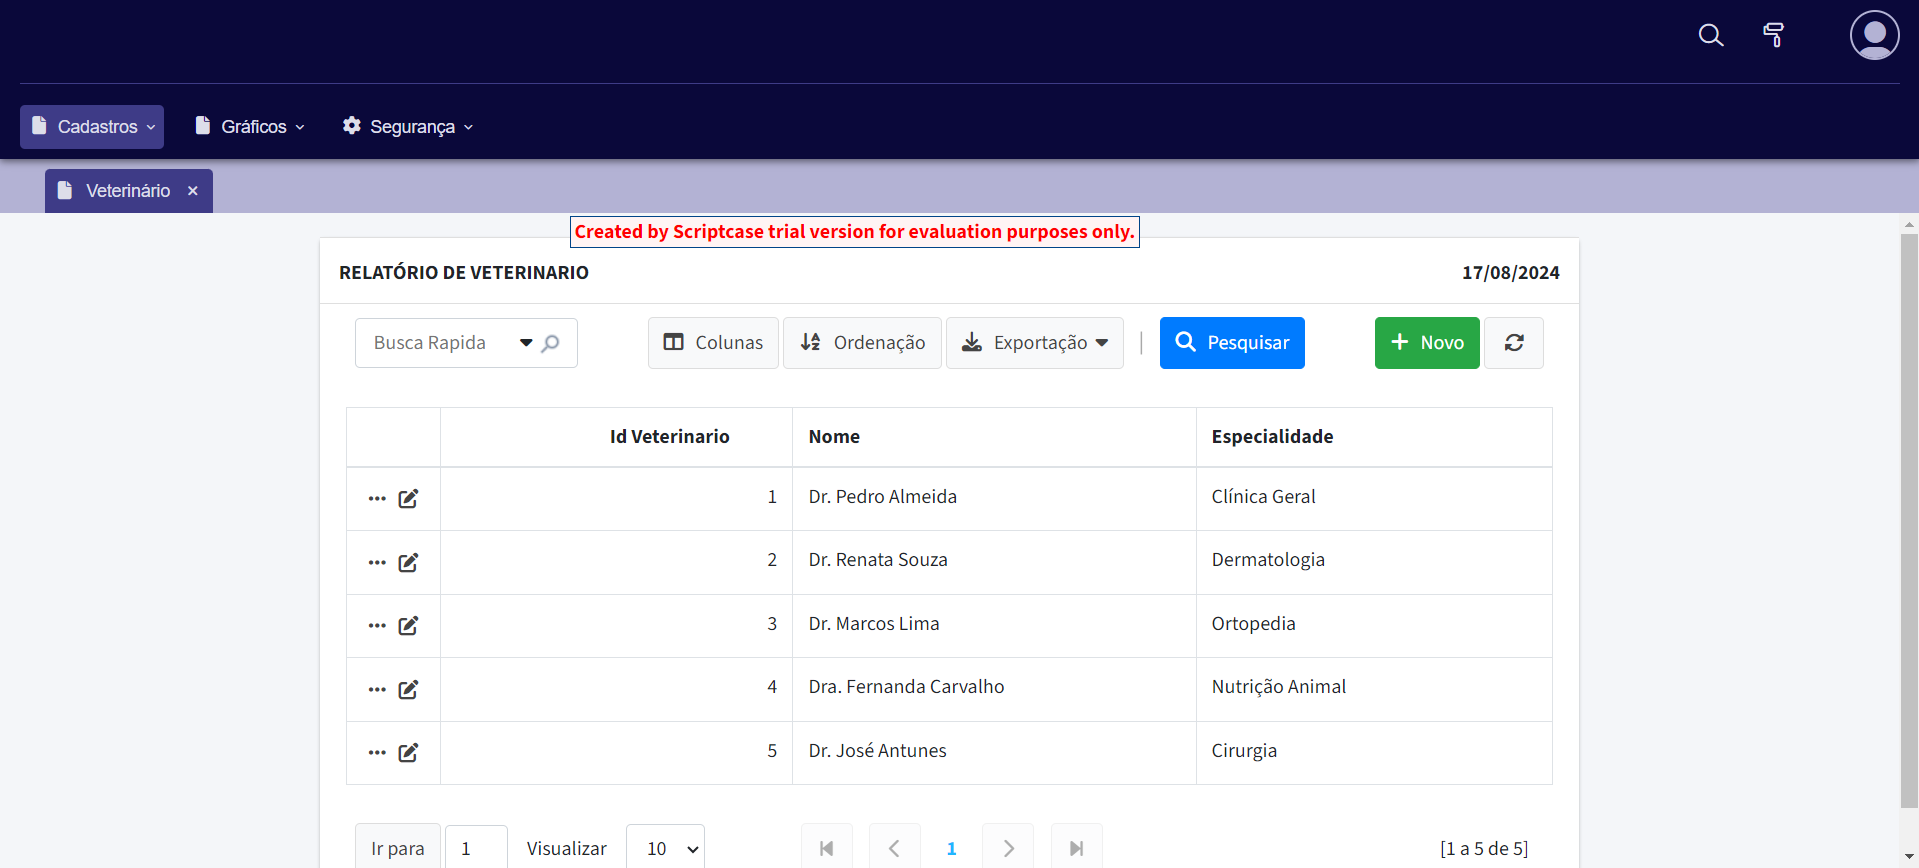 Cadastros Gráficos Segurança
Veterinário ×
Created by Scriptcase trial version for evaluation purposes only.
RELATÓRIO DE VETERINARIO 17/08/2024
Busca Rapida Colunas Ordenação Exportação | Pesquisar Novo
Id Veterinario Nome Especialidade
1 Dr. Pedro Almeida Clínica Geral
2 Dr. Renata Souza Dermatologia
3 Dr. Marcos Lima Ortopedia
4 Dra. Fernanda Carvalho Nutrição Animal
5 Dr. José Antunes Cirurgia
Ir para 1 Visualizar 10 1 [1 a 5 de 5]